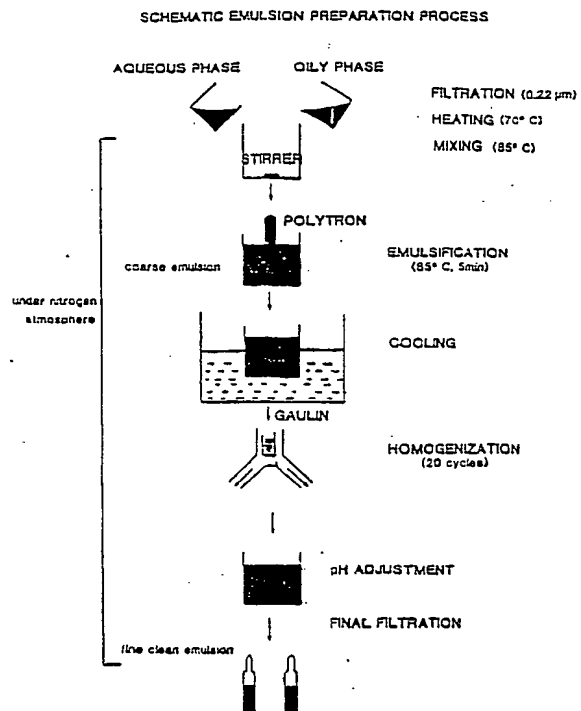 SCHEMATIC EMULSION PREPARATION PROCESS
AQUEOUS PHASE
OILY PHASE
FILTRATION (0.22 µm)
HEATING (70° C)
MIXING (85° C)
STIRRER
POLYTRON
coarse emulsion
EMULSIFICATION
(85° C, 5min)
under nitrogen
atmosphere
COOLING
GAULIN
HOMOGENIZATION
(20 cycles)
pH ADJUSTMENT
FINAL FILTRATION
fine clean emulsion